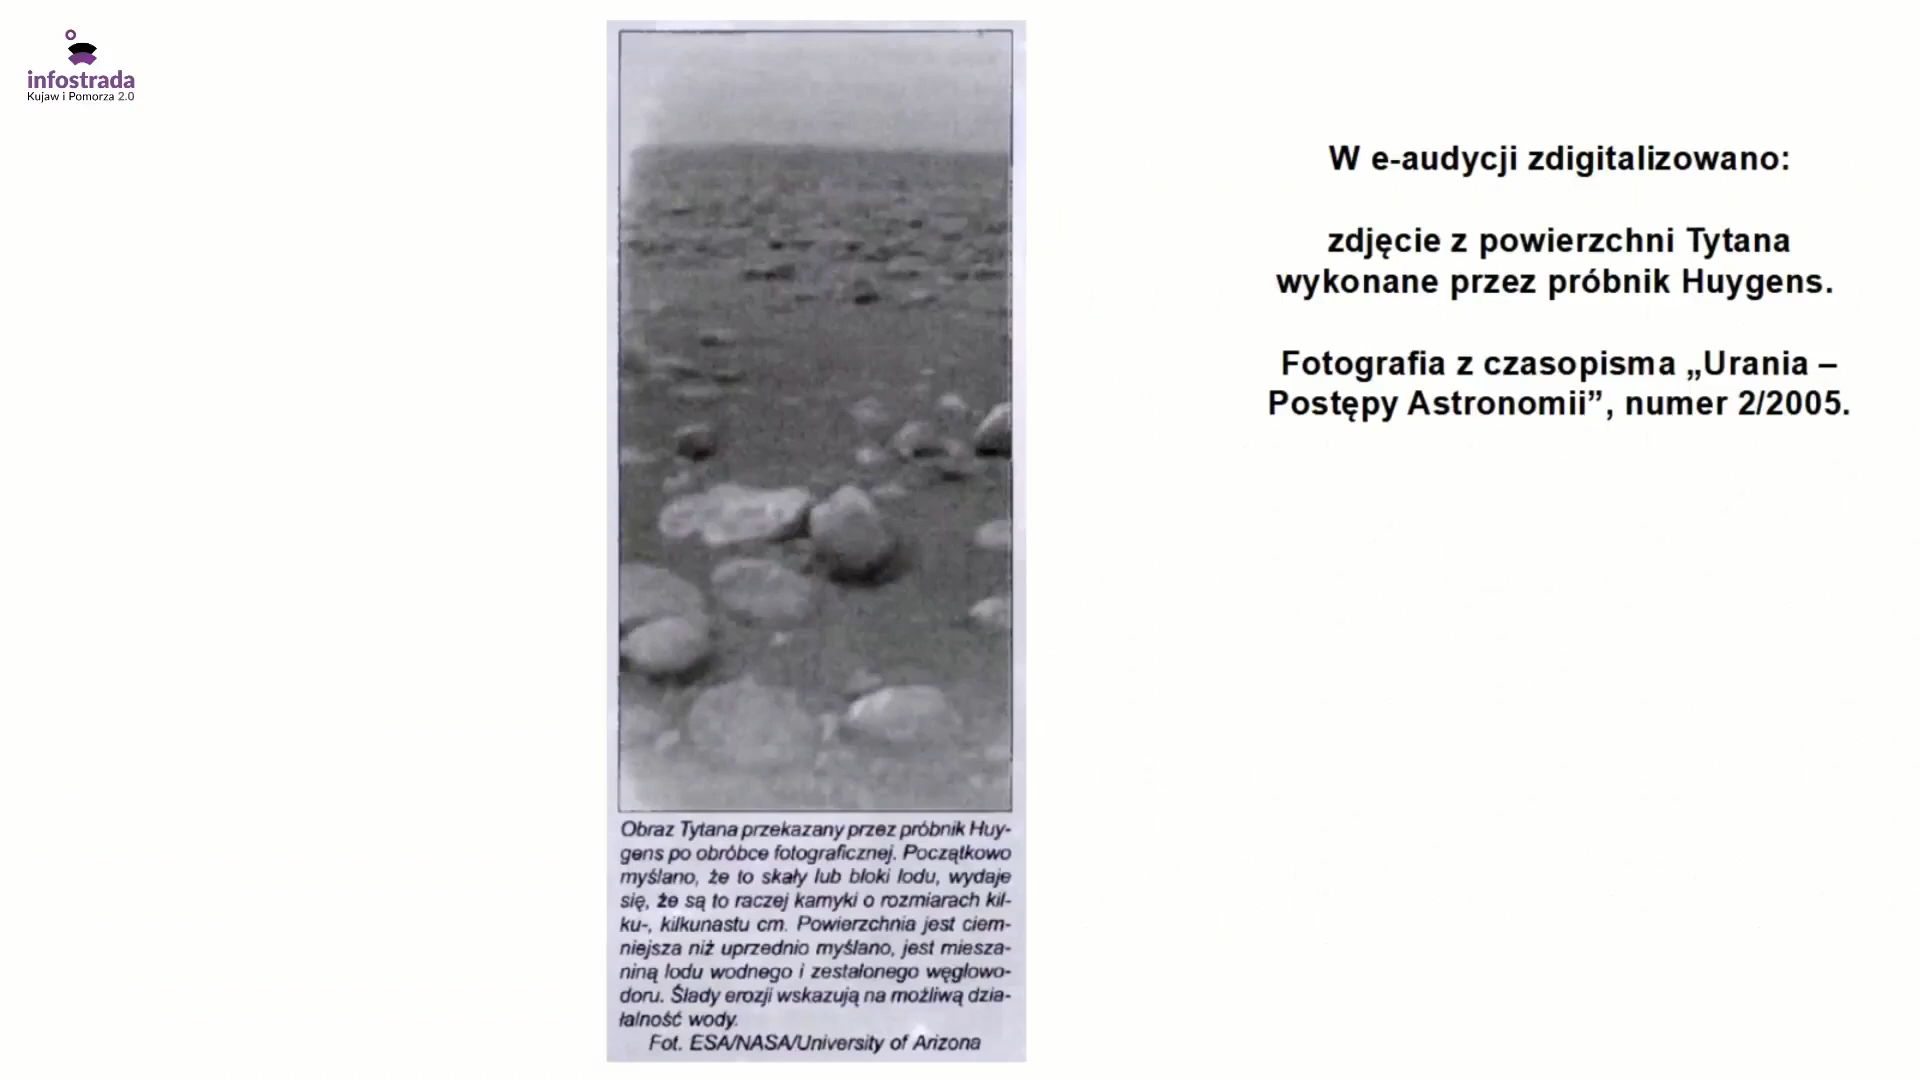 infostrada
Kujaw i Pomorza 2.0
W e-audycji zdigitalizowano:
zdjęcie z powierzchni Tytana
wykonane przez próbnik Huygens.
Fotografia z czasopisma „Urania –
Postępy Astronomii”, numer 2/2005.
Obraz Tytana przekazany przez próbnik Huy-
gens po obróbce fotograficznej. Początkowo
myślano, że to skały lub bloki lodu, wydaje
się, że są to raczej kamyki o rozmiarach kil-
ku-, kilkunastu cm. Powierzchnia jest ciem-
niejsza niż uprzednio myślano, jest miesza-
niną lodu wodnego i zestalonego węglowo-
doru. Ślady erozji wskazują na możliwą dzia-
łalność wody.
Fot. ESA/NASA/University of Arizona